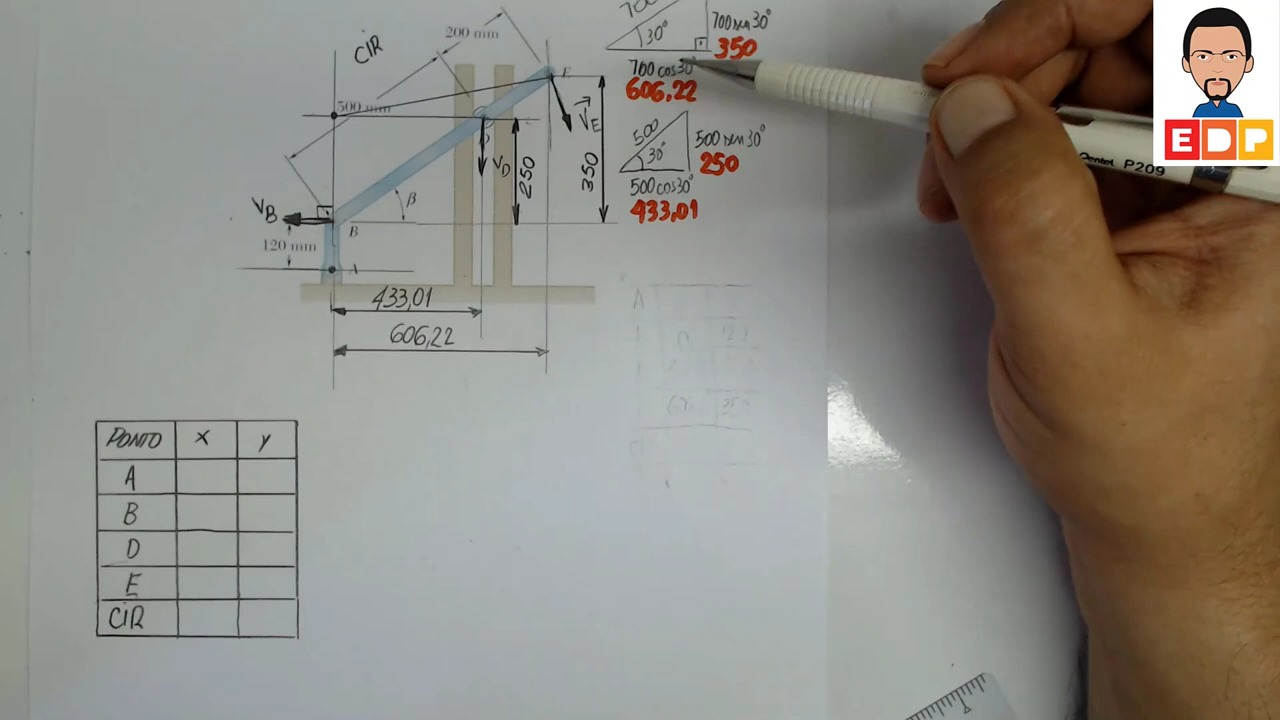 CIR
200 mm
500 mm
E
V_E
V_D
250
350
V_B
B
β
120 mm
A
433,01
606,22
700
30°
700 sen 30°
350
700 cos 30°
606,22
500
30°
500 sen 30°
250
500 cos 30°
433,01
PONTO X Y
A
B
D
E
CIR
EDP
Pentel P209